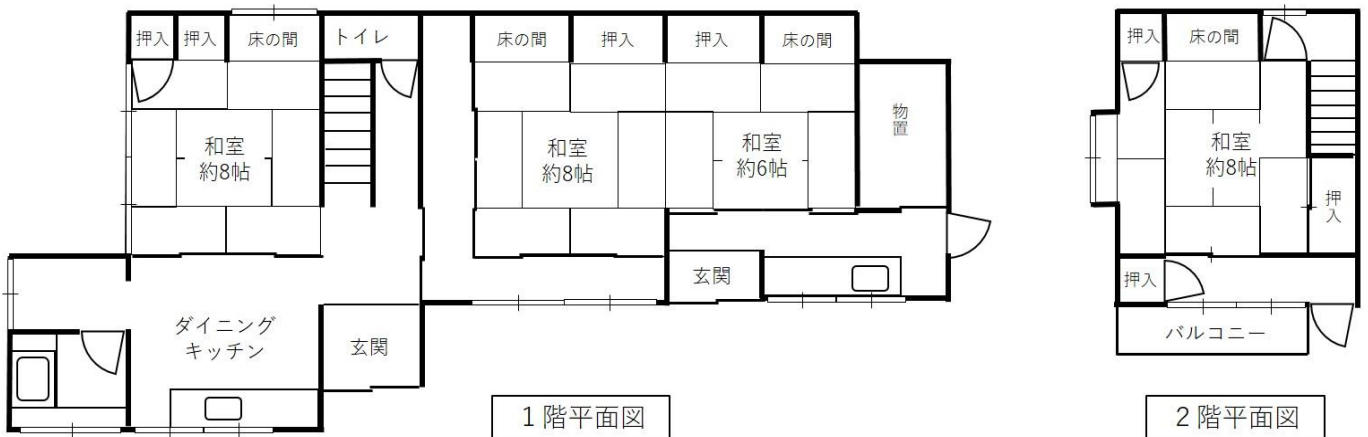 押入
押入
床の間
トイレ
床の間
押入
押入
床の間
物置
和室
約8帖
和室
約8帖
和室
約6帖
玄関
ダイニング
キッチン
玄関
1階平面図
押入
床の間
和室
約8帖
押入
押入
バルコニー
2階平面図